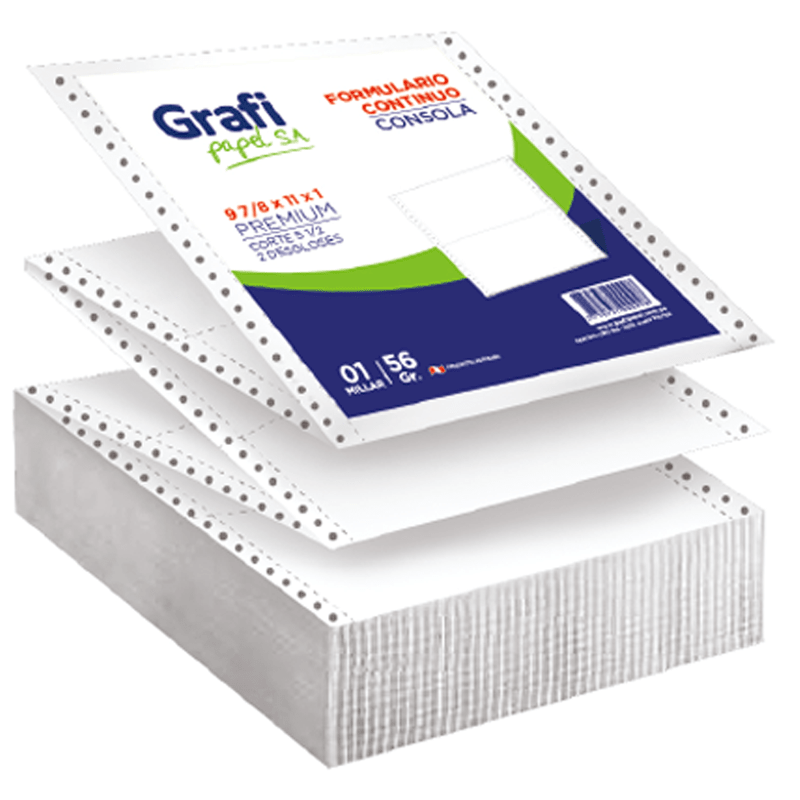 Grafi
papel S.A
FORMULARIO
CONTINUO
CONSOLA
9 7/8 x 11 x 1
PREMIUM
CORTE 5 1/2
2 DESGLOSES
01
MILLAR
56
Gr.